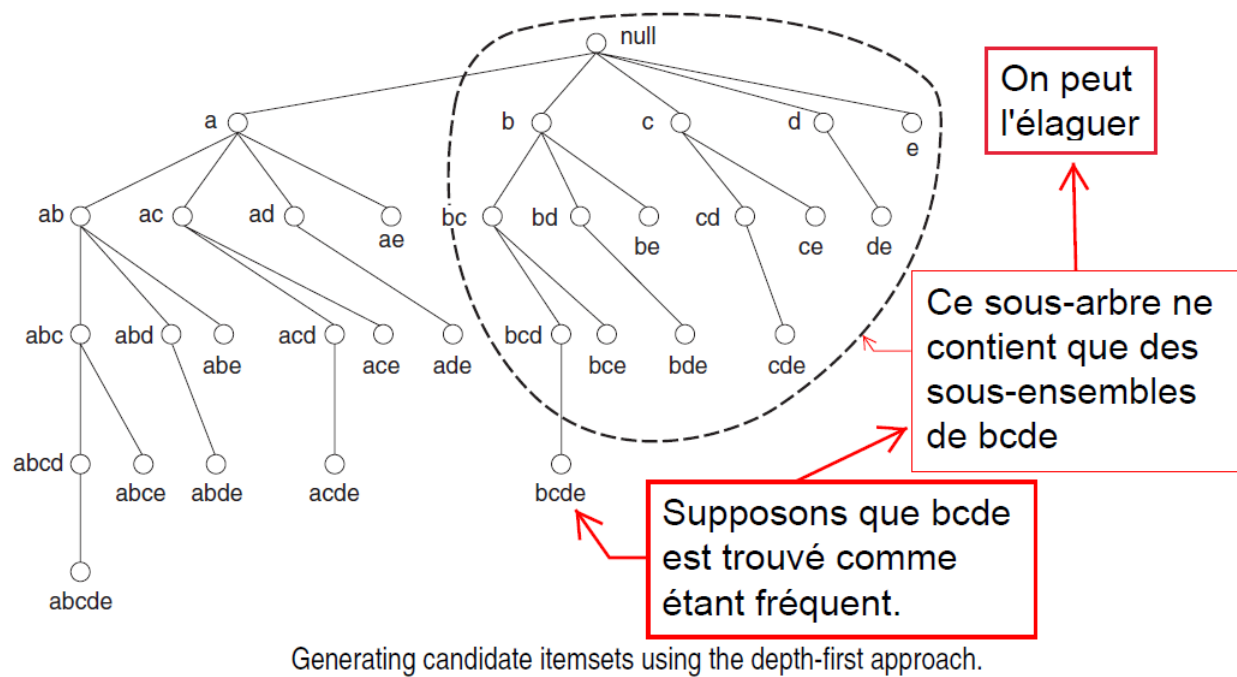 null
On peut
l'élaguer
a
b
c
d
e
ab
ac
ad
ae
bc
bd
be
cd
ce
de
Ce sous-arbre ne
contient que des
sous-ensembles
de bcde
abc
abd
abe
acd
ace
ade
bcd
bce
bde
cde
abcd
abce
abde
acde
bcde
Supposons que bcde
est trouvé comme
étant fréquent.
abcde
Generating candidate itemsets using the depth-first approach.